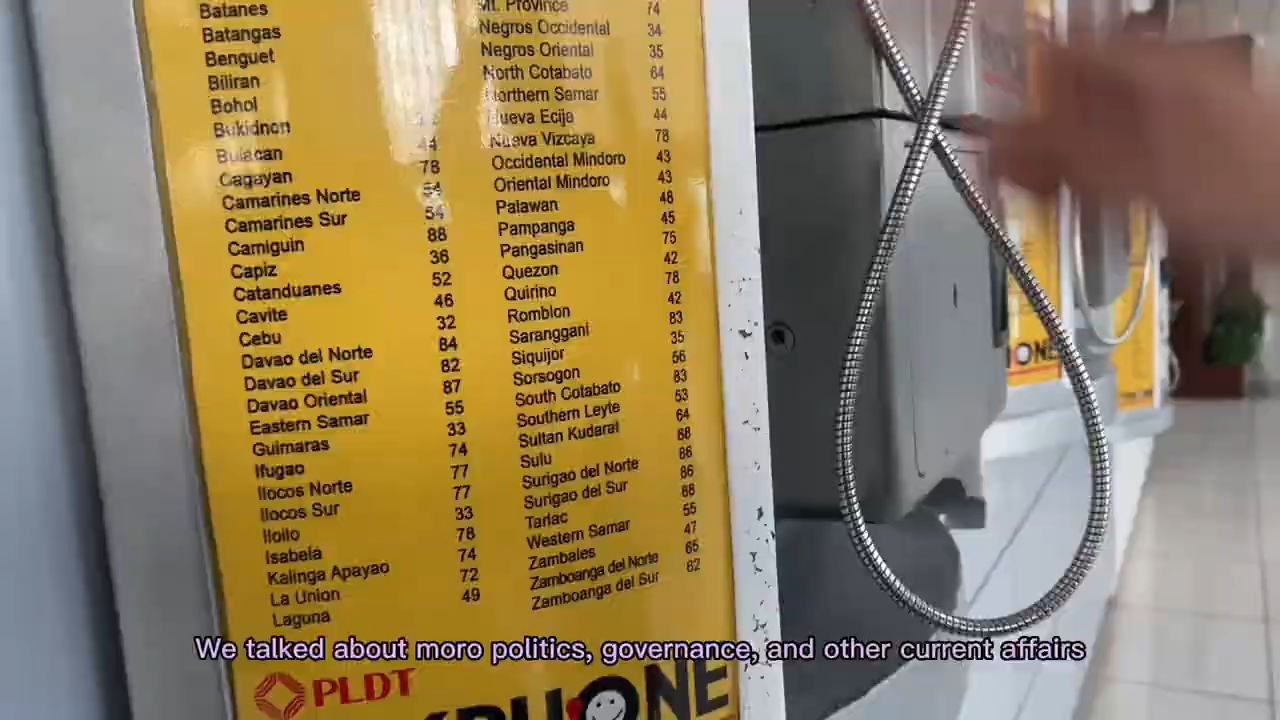 Batanes
Batangas
Benguet
Biliran
Bohol
Bukidnon
Bulacan 44
Cagayan 78
Camarines Norte 54
Camarines Sur 54
Camiguin 88
Capiz 36
Catanduanes 52
Cavite 46
Cebu 32
Davao del Norte 84
Davao del Sur 82
Davao Oriental 87
Eastern Samar 55
Guimaras 33
Ifugao 74
Ilocos Norte 77
Ilocos Sur 77
Iloilo 33
Isabela 78
Kalinga Apayao 74
La Union 72
Laguna 49
Mt. Province 74
Negros Occidental 34
Negros Oriental 35
North Cotabato 64
Northern Samar 55
Nueva Ecija 44
Nueva Vizcaya 78
Occidental Mindoro 43
Oriental Mindoro 43
Palawan 48
Pampanga 45
Pangasinan 75
Quezon 42
Quirino 78
Romblon 42
Saranggani 83
Siquijor 35
Sorsogon 56
South Cotabato 83
Southern Leyte 53
Sultan Kudarat 64
Sulu 68
Surigao del Norte 86
Surigao del Sur 86
Tarlac 68
Western Samar 55
Zambales 47
Zamboanga del Norte 65
Zamboanga del Sur 62
We talked about moro politics, governance, and other current affairs
PLDT